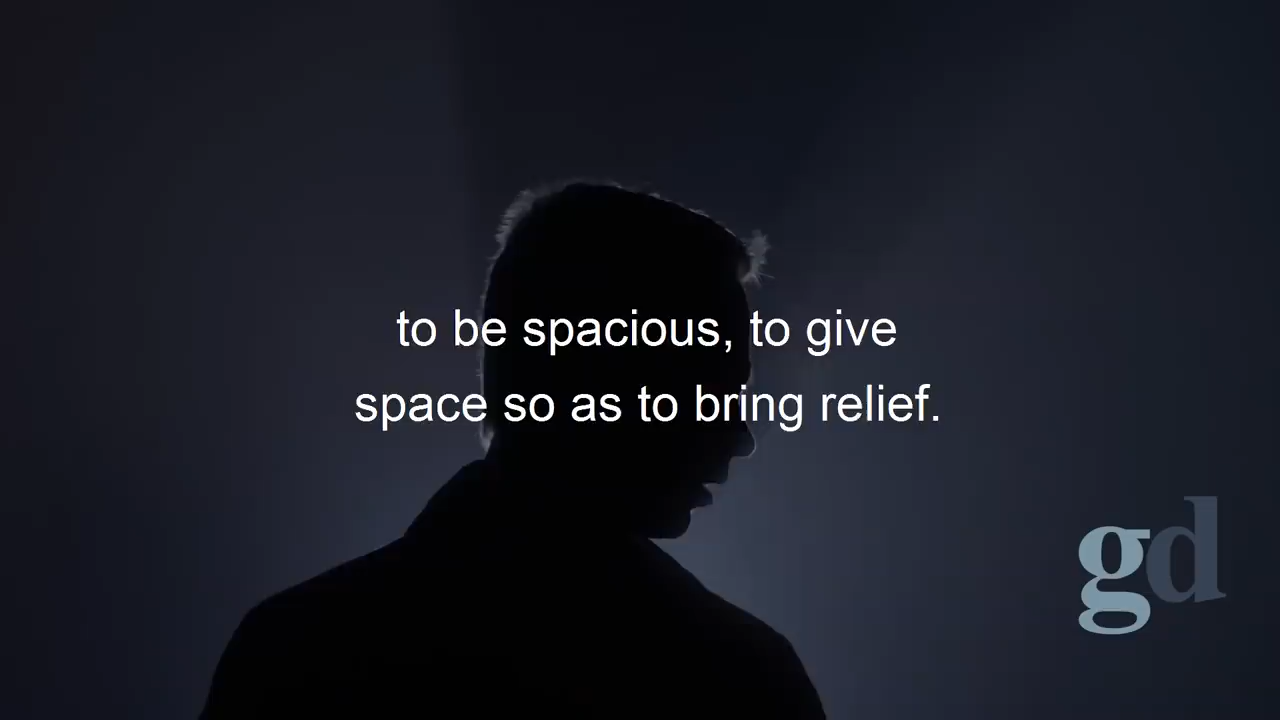 to be spacious, to give
space so as to bring relief.
gd